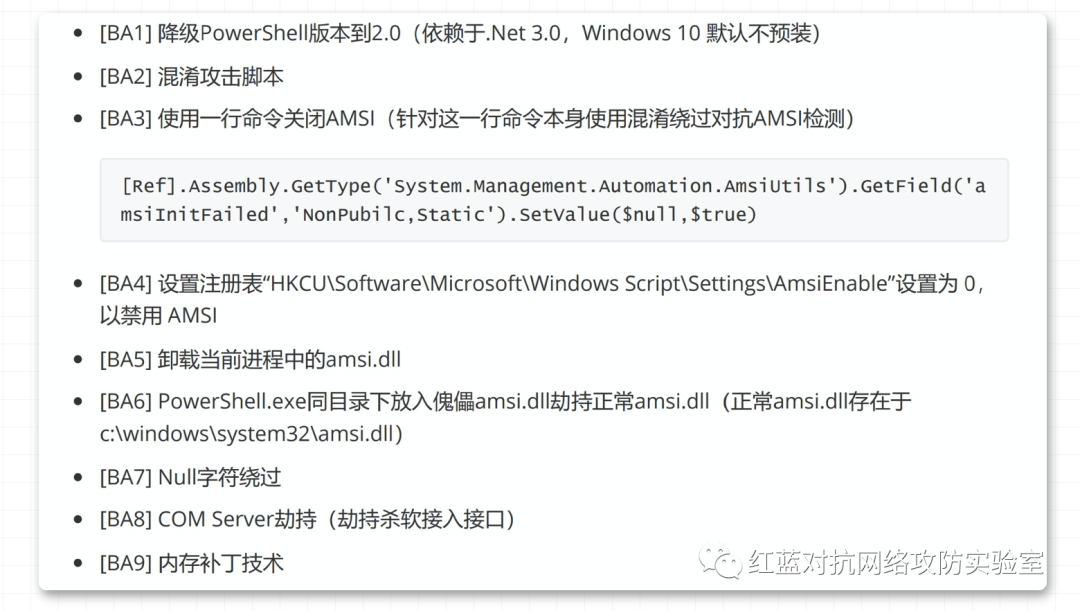 [BA1] 降级PowerShell版本到2.0（依赖于.Net 3.0，Windows 10 默认不预装）
[BA2] 混淆攻击脚本
[BA3] 使用一行命令关闭AMSI（针对这一行命令本身使用混淆绕过对抗AMSI检测）
[Ref].Assembly.GetType('System.Management.Automation.AmsiUtils').GetField('a
msiInitFailed','NonPubilc,Static').SetValue($null,$true)
[BA4] 设置注册表“HKCU\Software\Microsoft\Windows Script\Settings\AmsiEnable”设置为 0，
以禁用 AMSI
[BA5] 卸载当前进程中的amsi.dll
[BA6] PowerShell.exe同目录下放入傀儡amsi.dll劫持正常amsi.dll（正常amsi.dll存在于
c:\windows\system32\amsi.dll）
[BA7] Null字符绕过
[BA8] COM Server劫持（劫持杀软接入接口）
[BA9] 内存补丁技术
红蓝对抗网络攻防实验室